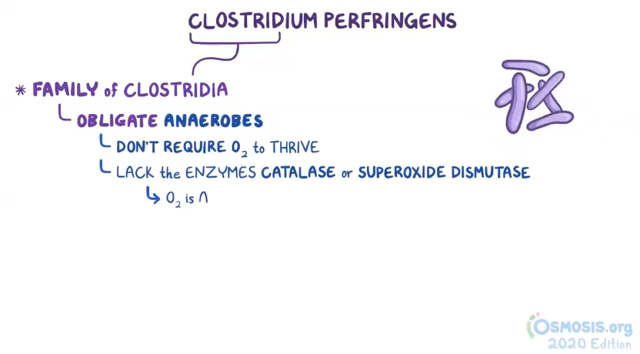 CLOSTRIDIUM PERFRINGENS
* FAMILY of CLOSTRIDIA
OBLIGATE ANAEROBES
DON'T REQUIRE O₂ to THRIVE
LACK the ENZYMES CATALASE or SUPEROXIDE DISMUTASE
↳ O₂ is
OSMOSIS.org
2020 Edition